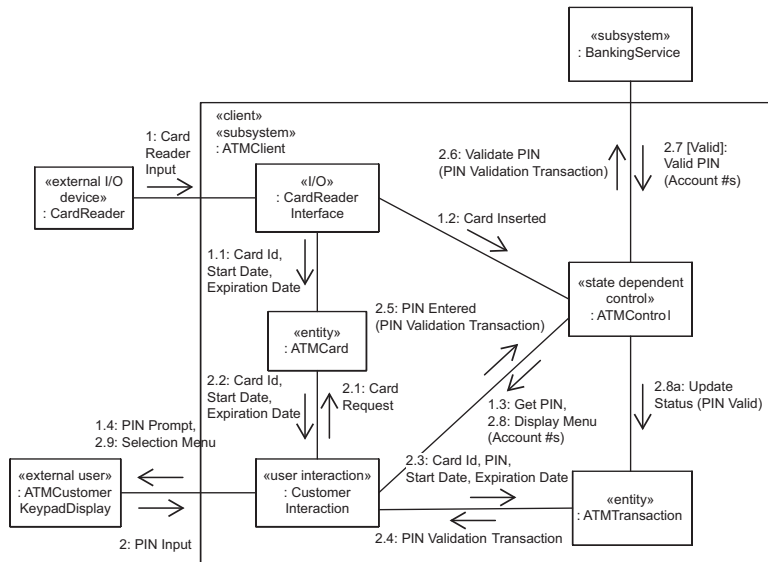 «subsystem»
: BankingService
«client»
«subsystem»
: ATMClient
1: Card
Reader
Input
2.6: Validate PIN
(PIN Validation Transaction)
2.7 [Valid]:
Valid PIN
(Account #s)
«external I/O
device»
: CardReader
«I/O»
: CardReader
Interface
1.2: Card Inserted
1.1: Card Id,
Start Date,
Expiration Date
«state dependent
control»
: ATMControl
2.5: PIN Entered
(PIN Validation Transaction)
«entity»
: ATMCard
2.2: Card Id,
Start Date,
Expiration Date
2.1: Card
Request
1.3: Get PIN,
2.8: Display Menu
(Account #s)
2.8a: Update
Status (PIN Valid)
1.4: PIN Prompt,
2.9: Selection Menu
2.3: Card Id, PIN,
Start Date, Expiration Date
«external user»
: ATMCustomer
KeypadDisplay
«user interaction»
: Customer
Interaction
«entity»
: ATMTransaction
2: PIN Input
2.4: PIN Validation Transaction